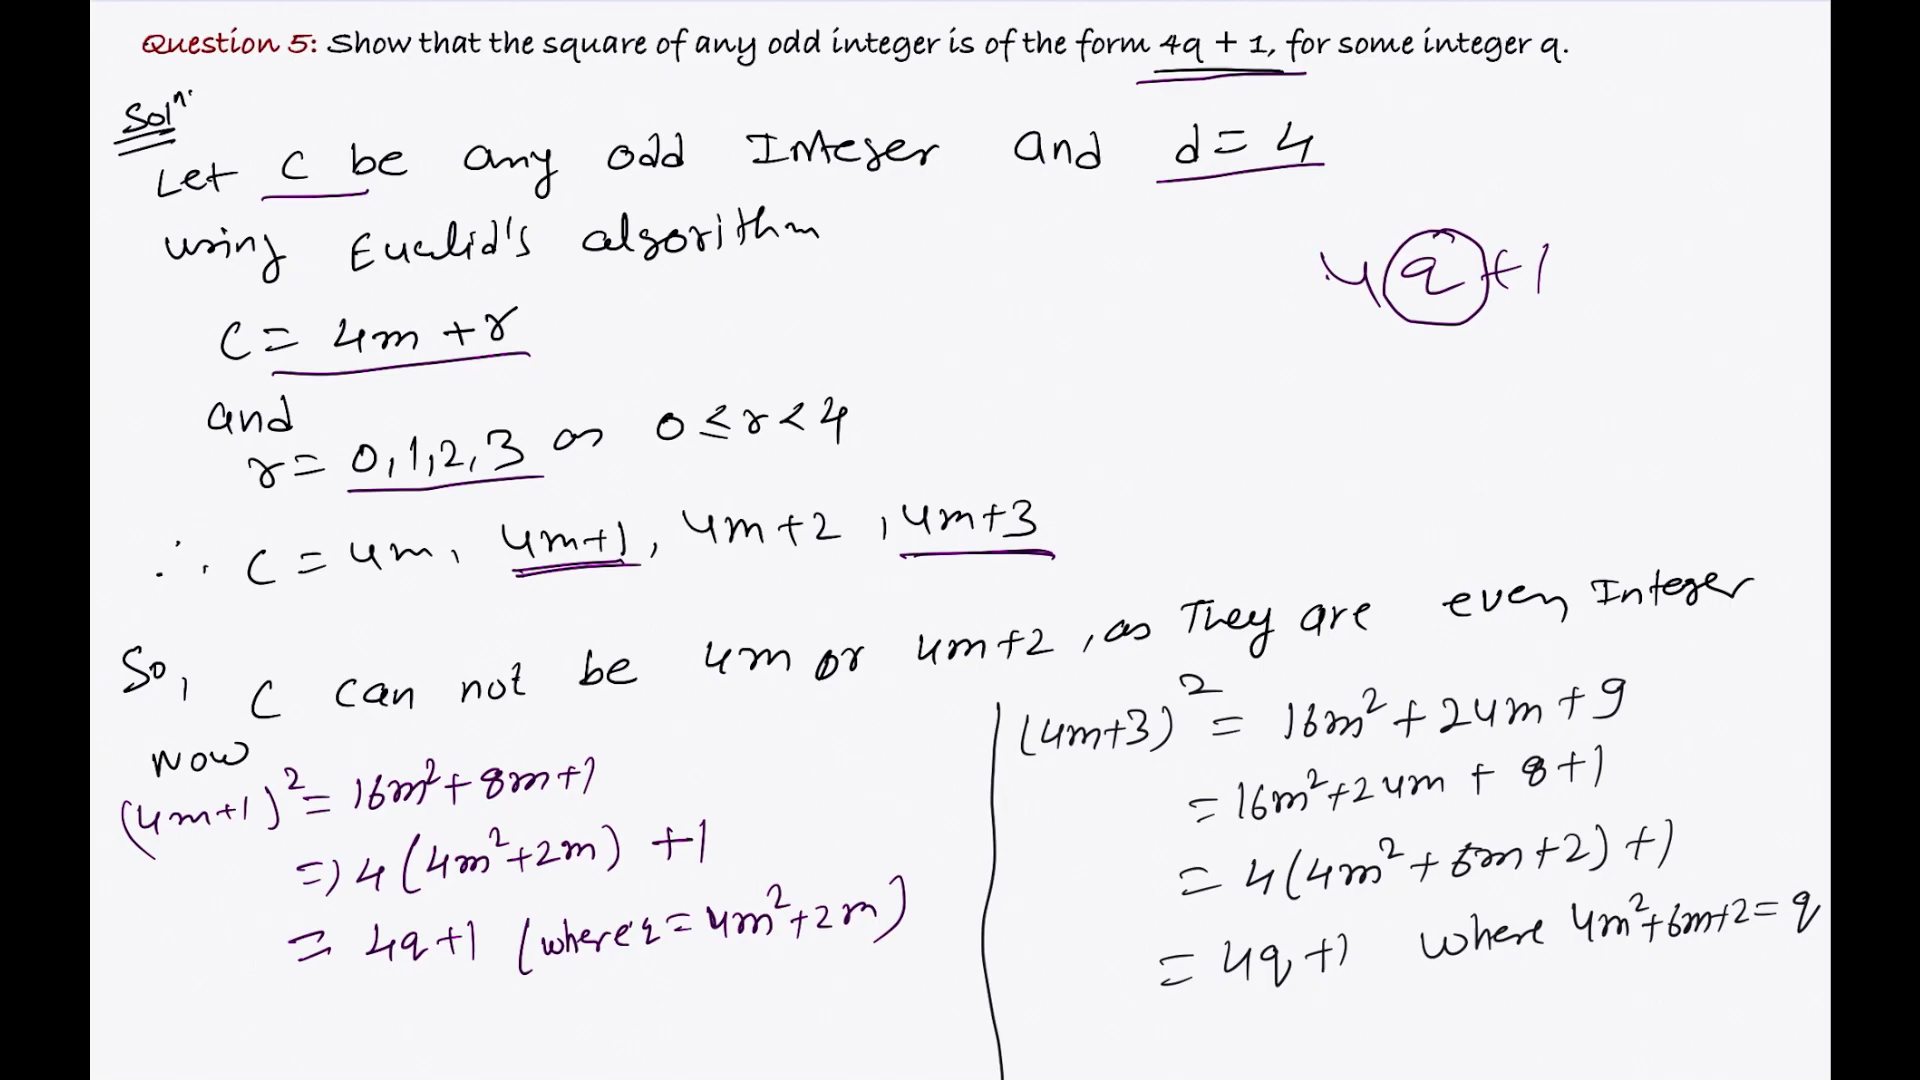 Question 5: Show that the square of any odd integer is of the form 4q + 1, for some integer q.
Solⁿ.
Let C be any odd Integer and d = 4
using Euclid's algorithm
4q+1
C = 4m + r
and
r = 0,1,2,3 as 0 ≤ r < 4
∴ C = 4m, 4m+1, 4m+2, 4m+3
So, C can not be 4m or 4m+2, as They are even Integer
Now
(4m+1)² = 16m² + 8m+1
=) 4(4m²+2m) +1
= 4q+1 (where q = 4m²+2m)
(4m+3)² = 16m² + 24m + 9
= 16m²+24m + 8+1
= 4(4m² + 6m+2) +1
= 4q+1 where 4m²+6m+2 = q